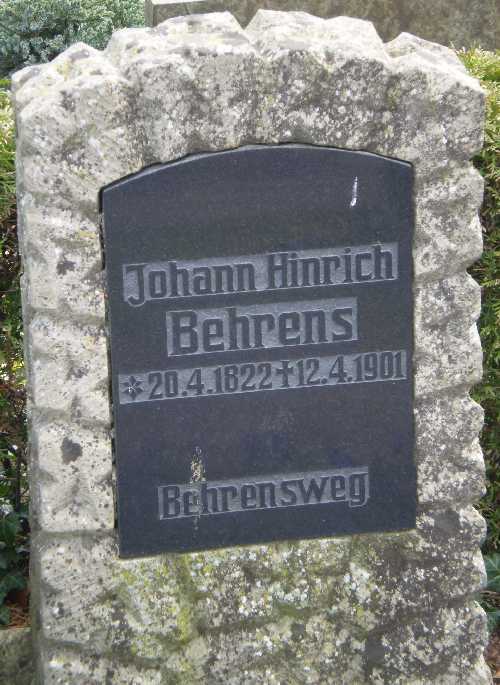 Johann Hinrich
Behrens
* 20.4.1822 † 12.4.1901
Behrensweg